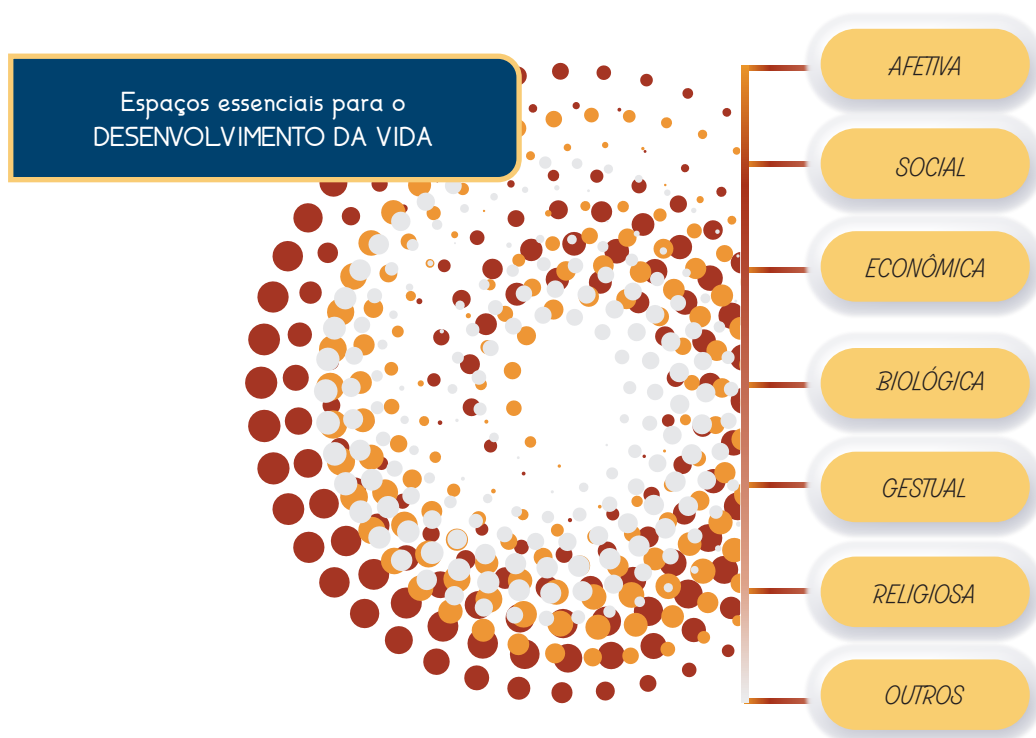 Espaços essenciais para o
DESENVOLVIMENTO DA VIDA
AFETIVA
SOCIAL
ECONÔMICA
BIOLÓGICA
GESTUAL
RELIGIOSA
OUTROS